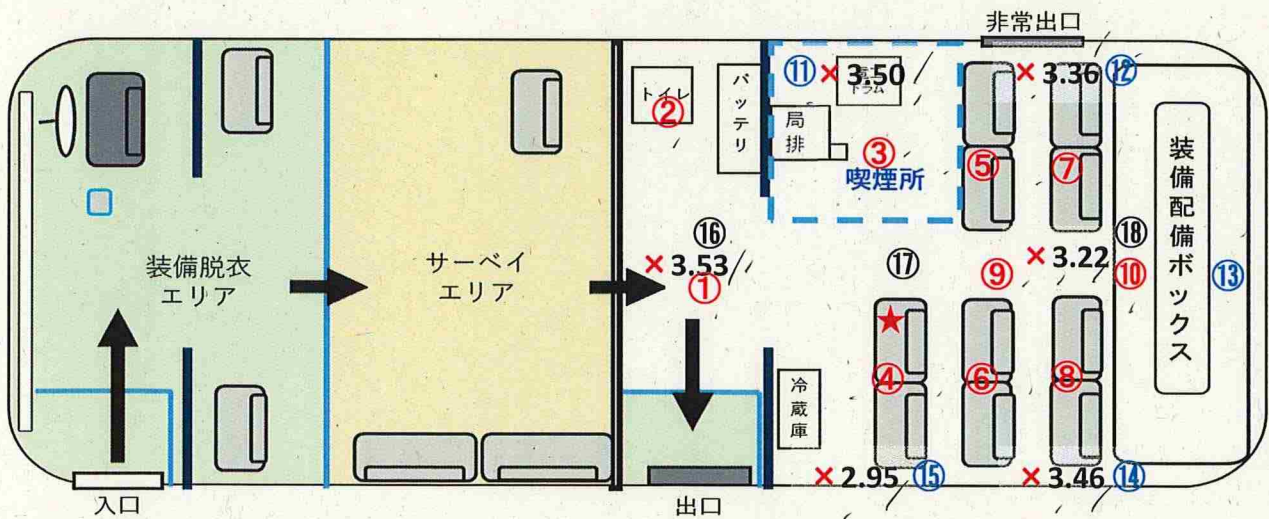 非常出口
⑪ × 3.50
× 3.36 ⑫
トイレ
②
バッテリ
ドラム
局排
③
喫煙所
⑤
⑦
装備配備ボックス
装備脱衣
エリア
サーベイ
エリア
⑯
× 3.53
①
⑰
⑨
⑱
× 3.22 ⑩
⑬
★
④
⑥
⑧
冷蔵庫
× 2.95 ⑮
× 3.46 ⑭
入口
出口